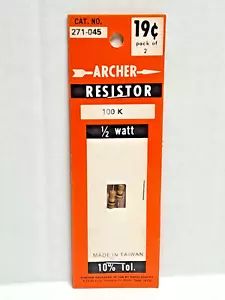 CAT. NO.
271-045
19¢
pack of
2
ARCHER
RESISTOR
100 K
½ watt
MADE IN TAIWAN
10% Tol.